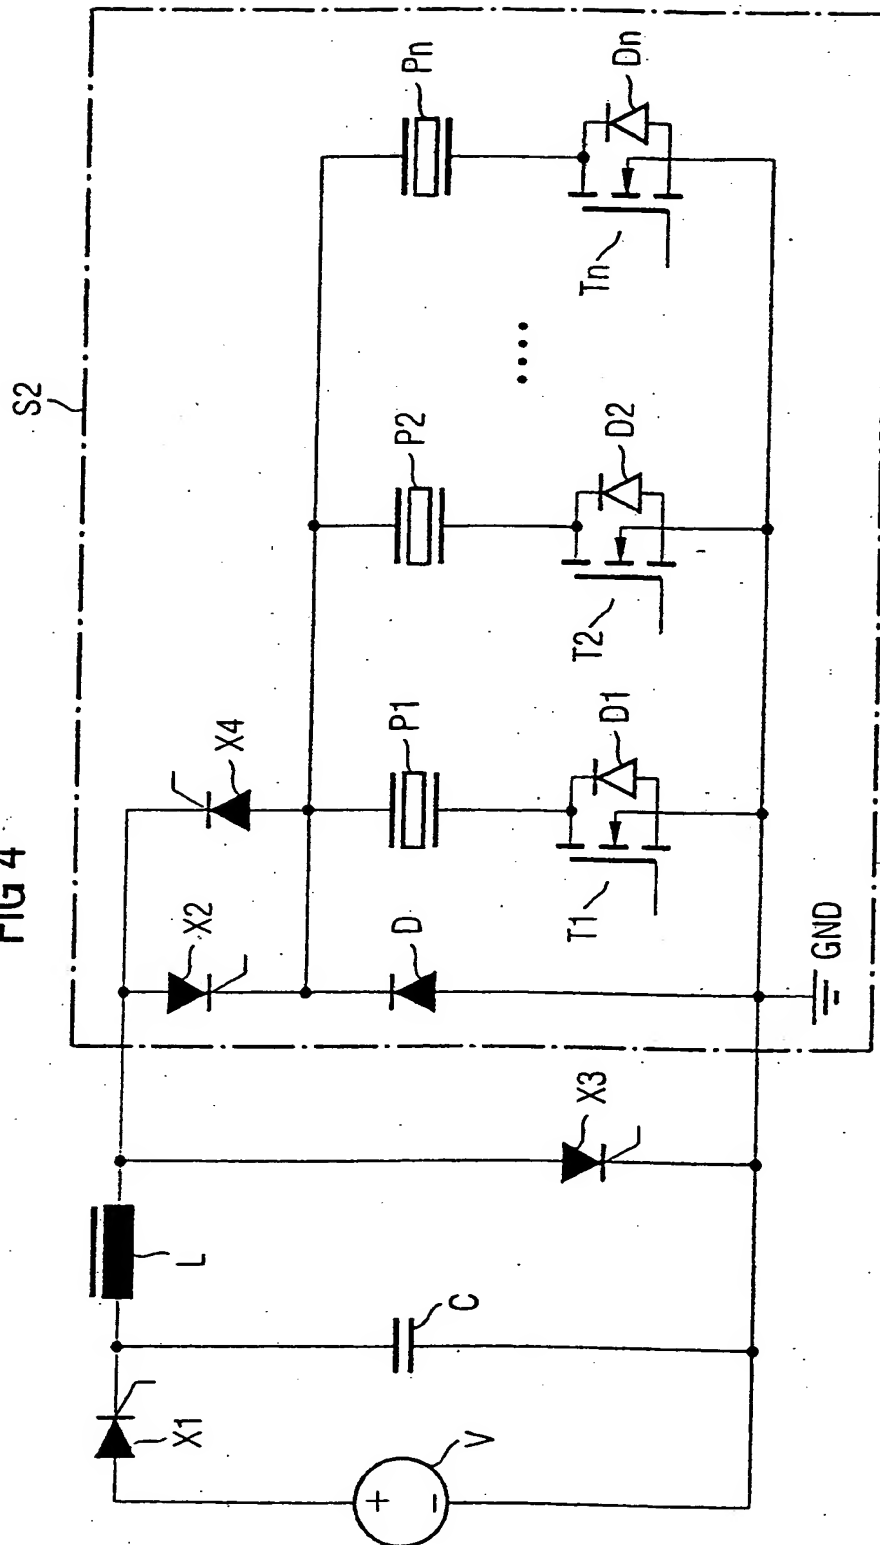 FIG 4
S2
X1
L
X2
X4
V
C
X3
D
P1
P2
Pn
T1
D1
T2
D2
....
Tn
Dn
+
-
GND